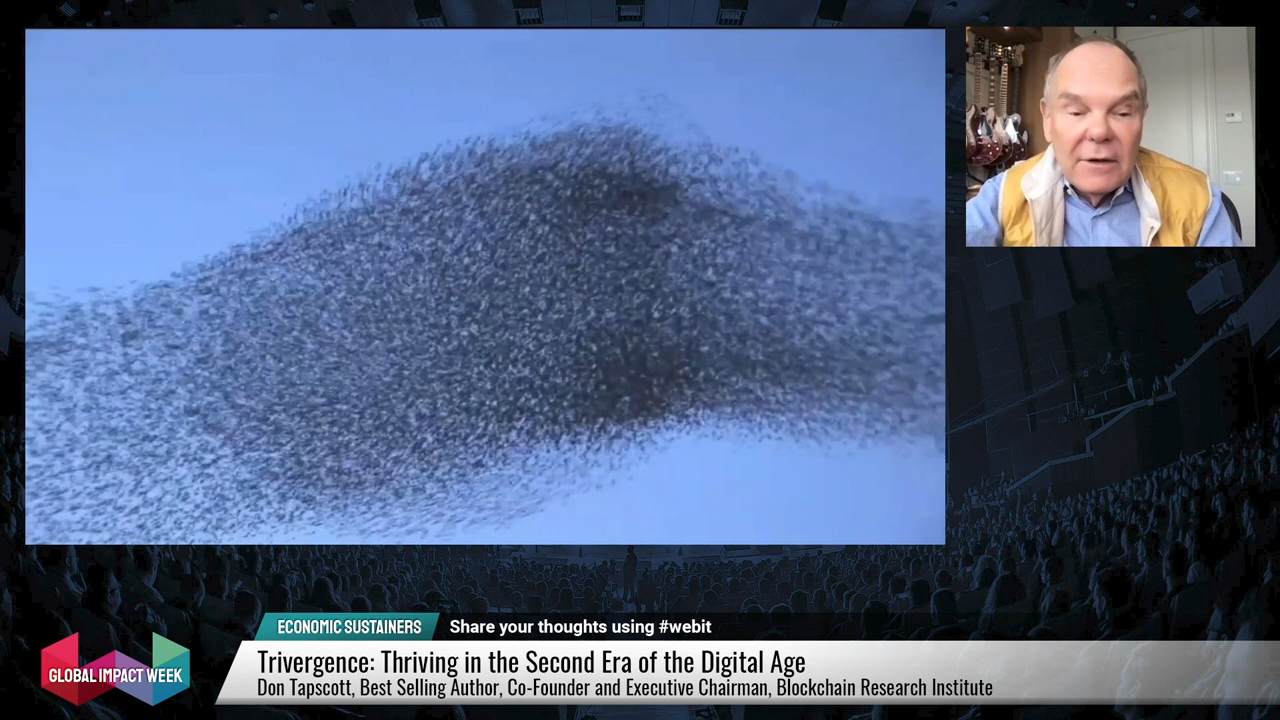 ECONOMIC SUSTAINERS
Share your thoughts using #webit
GLOBAL IMPACT WEEK
Trivergence: Thriving in the Second Era of the Digital Age
Don Tapscott, Best Selling Author, Co-Founder and Executive Chairman, Blockchain Research Institute